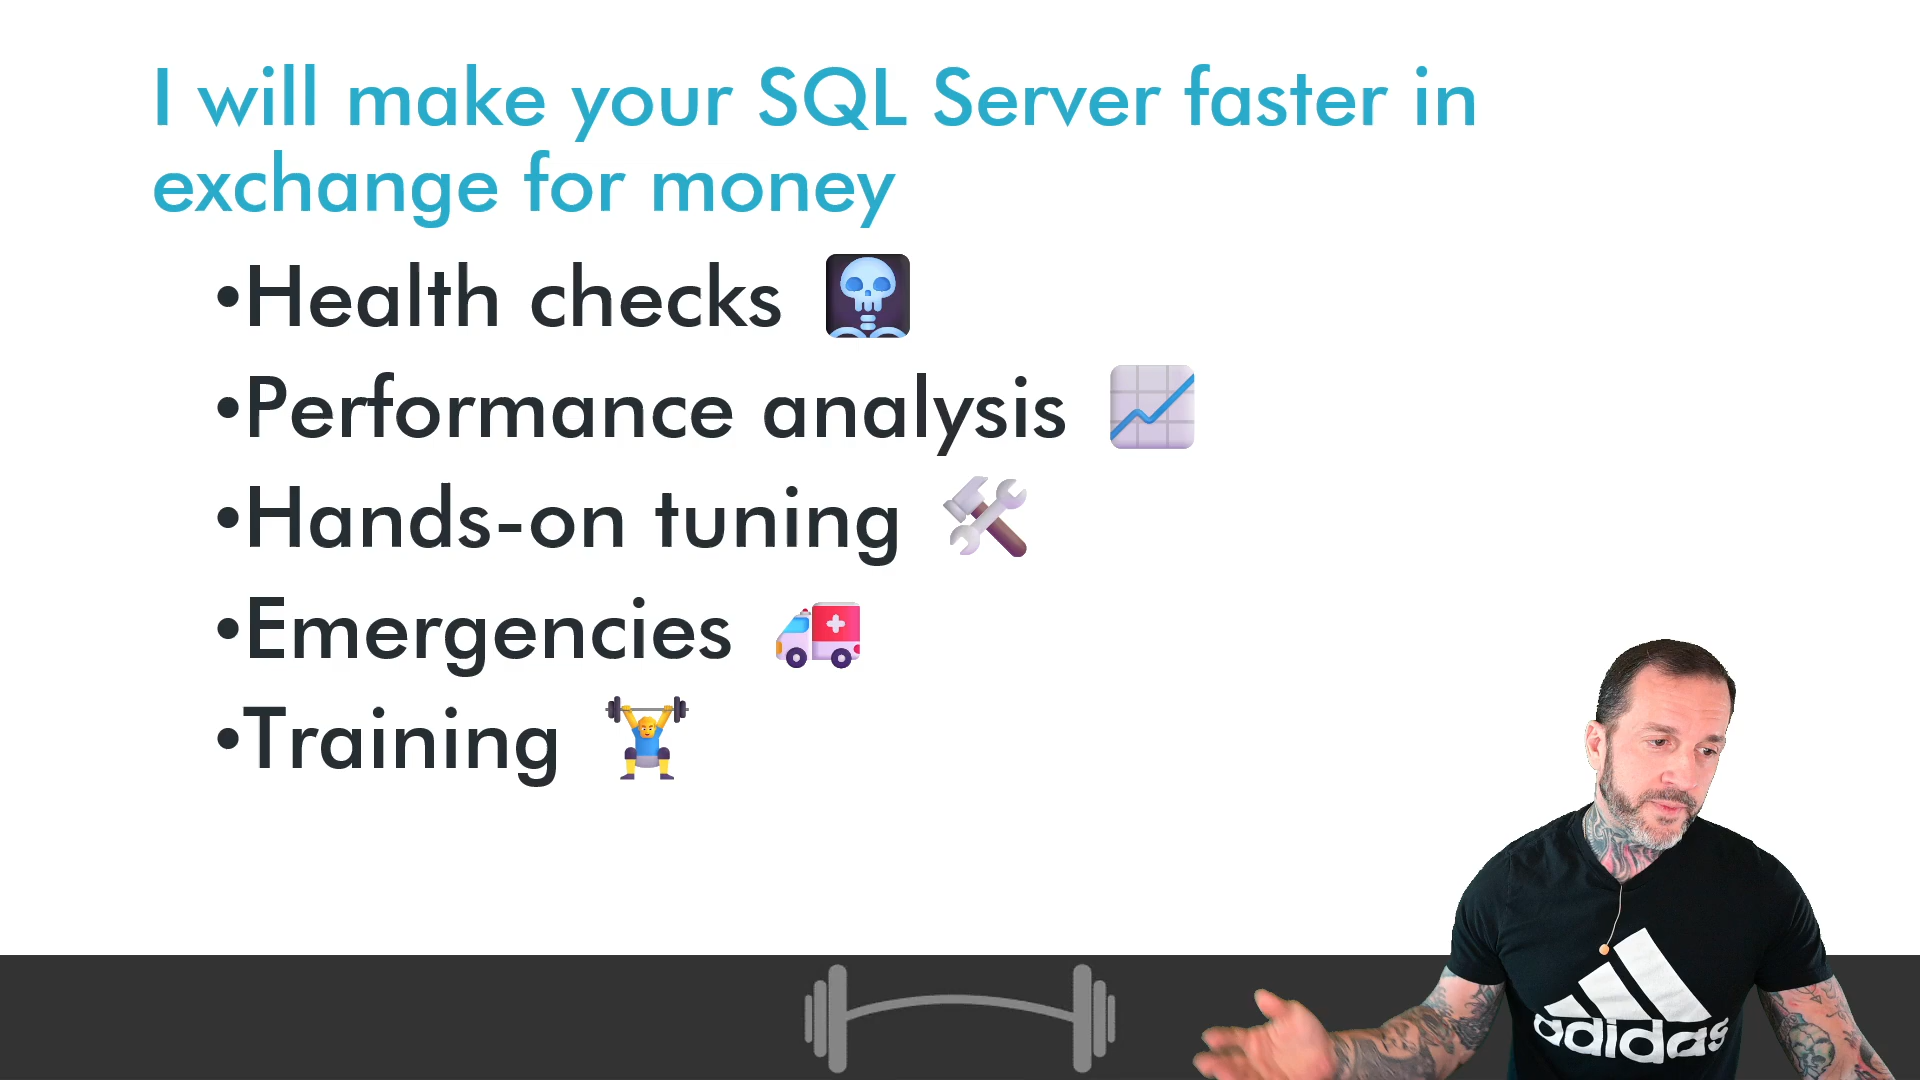 I will make your SQL Server faster in
exchange for money
•Health checks
•Performance analysis
•Hands-on tuning
•Emergencies
•Training
adidas